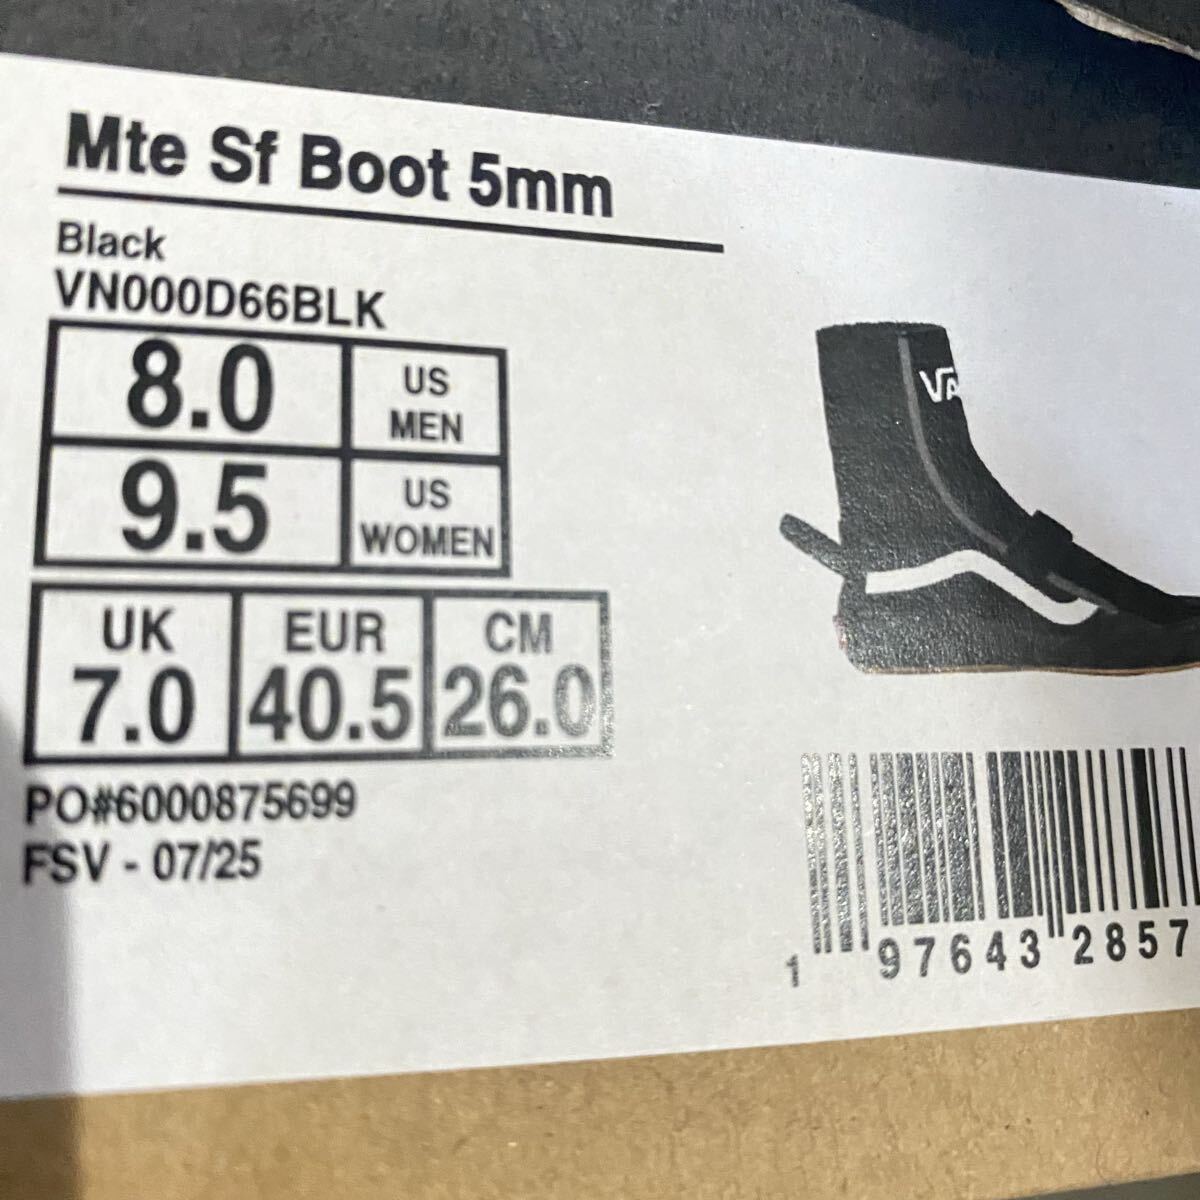 Mte Sf Boot 5mm
Black
VN000D66BLK
8.0 US MEN
9.5 US WOMEN
UK EUR CM
7.0 40.5 26.0
PO#6000875699
FSV - 07/25
VA
1 97643 2857